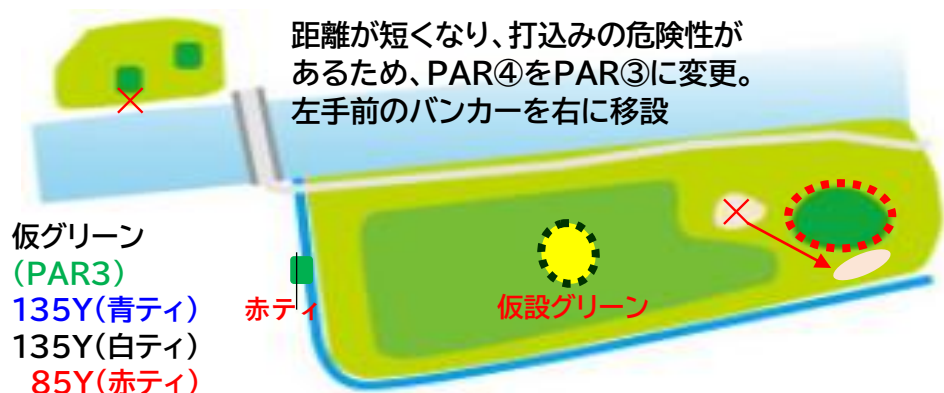 距離が短くなり、打込みの危険性が
あるため、PAR④をPAR③に変更。
左手前のバンカーを右に移設
仮グリーン
(PAR3)
135Y(青ティ)
135Y(白ティ)
85Y(赤ティ)
赤ティ
仮設グリーン